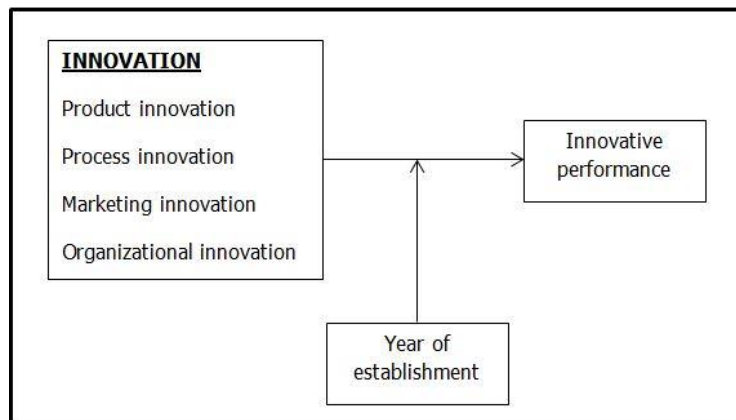 INNOVATION
Product innovation
Process innovation
Marketing innovation
Organizational innovation
Innovative
performance
Year of
establishment